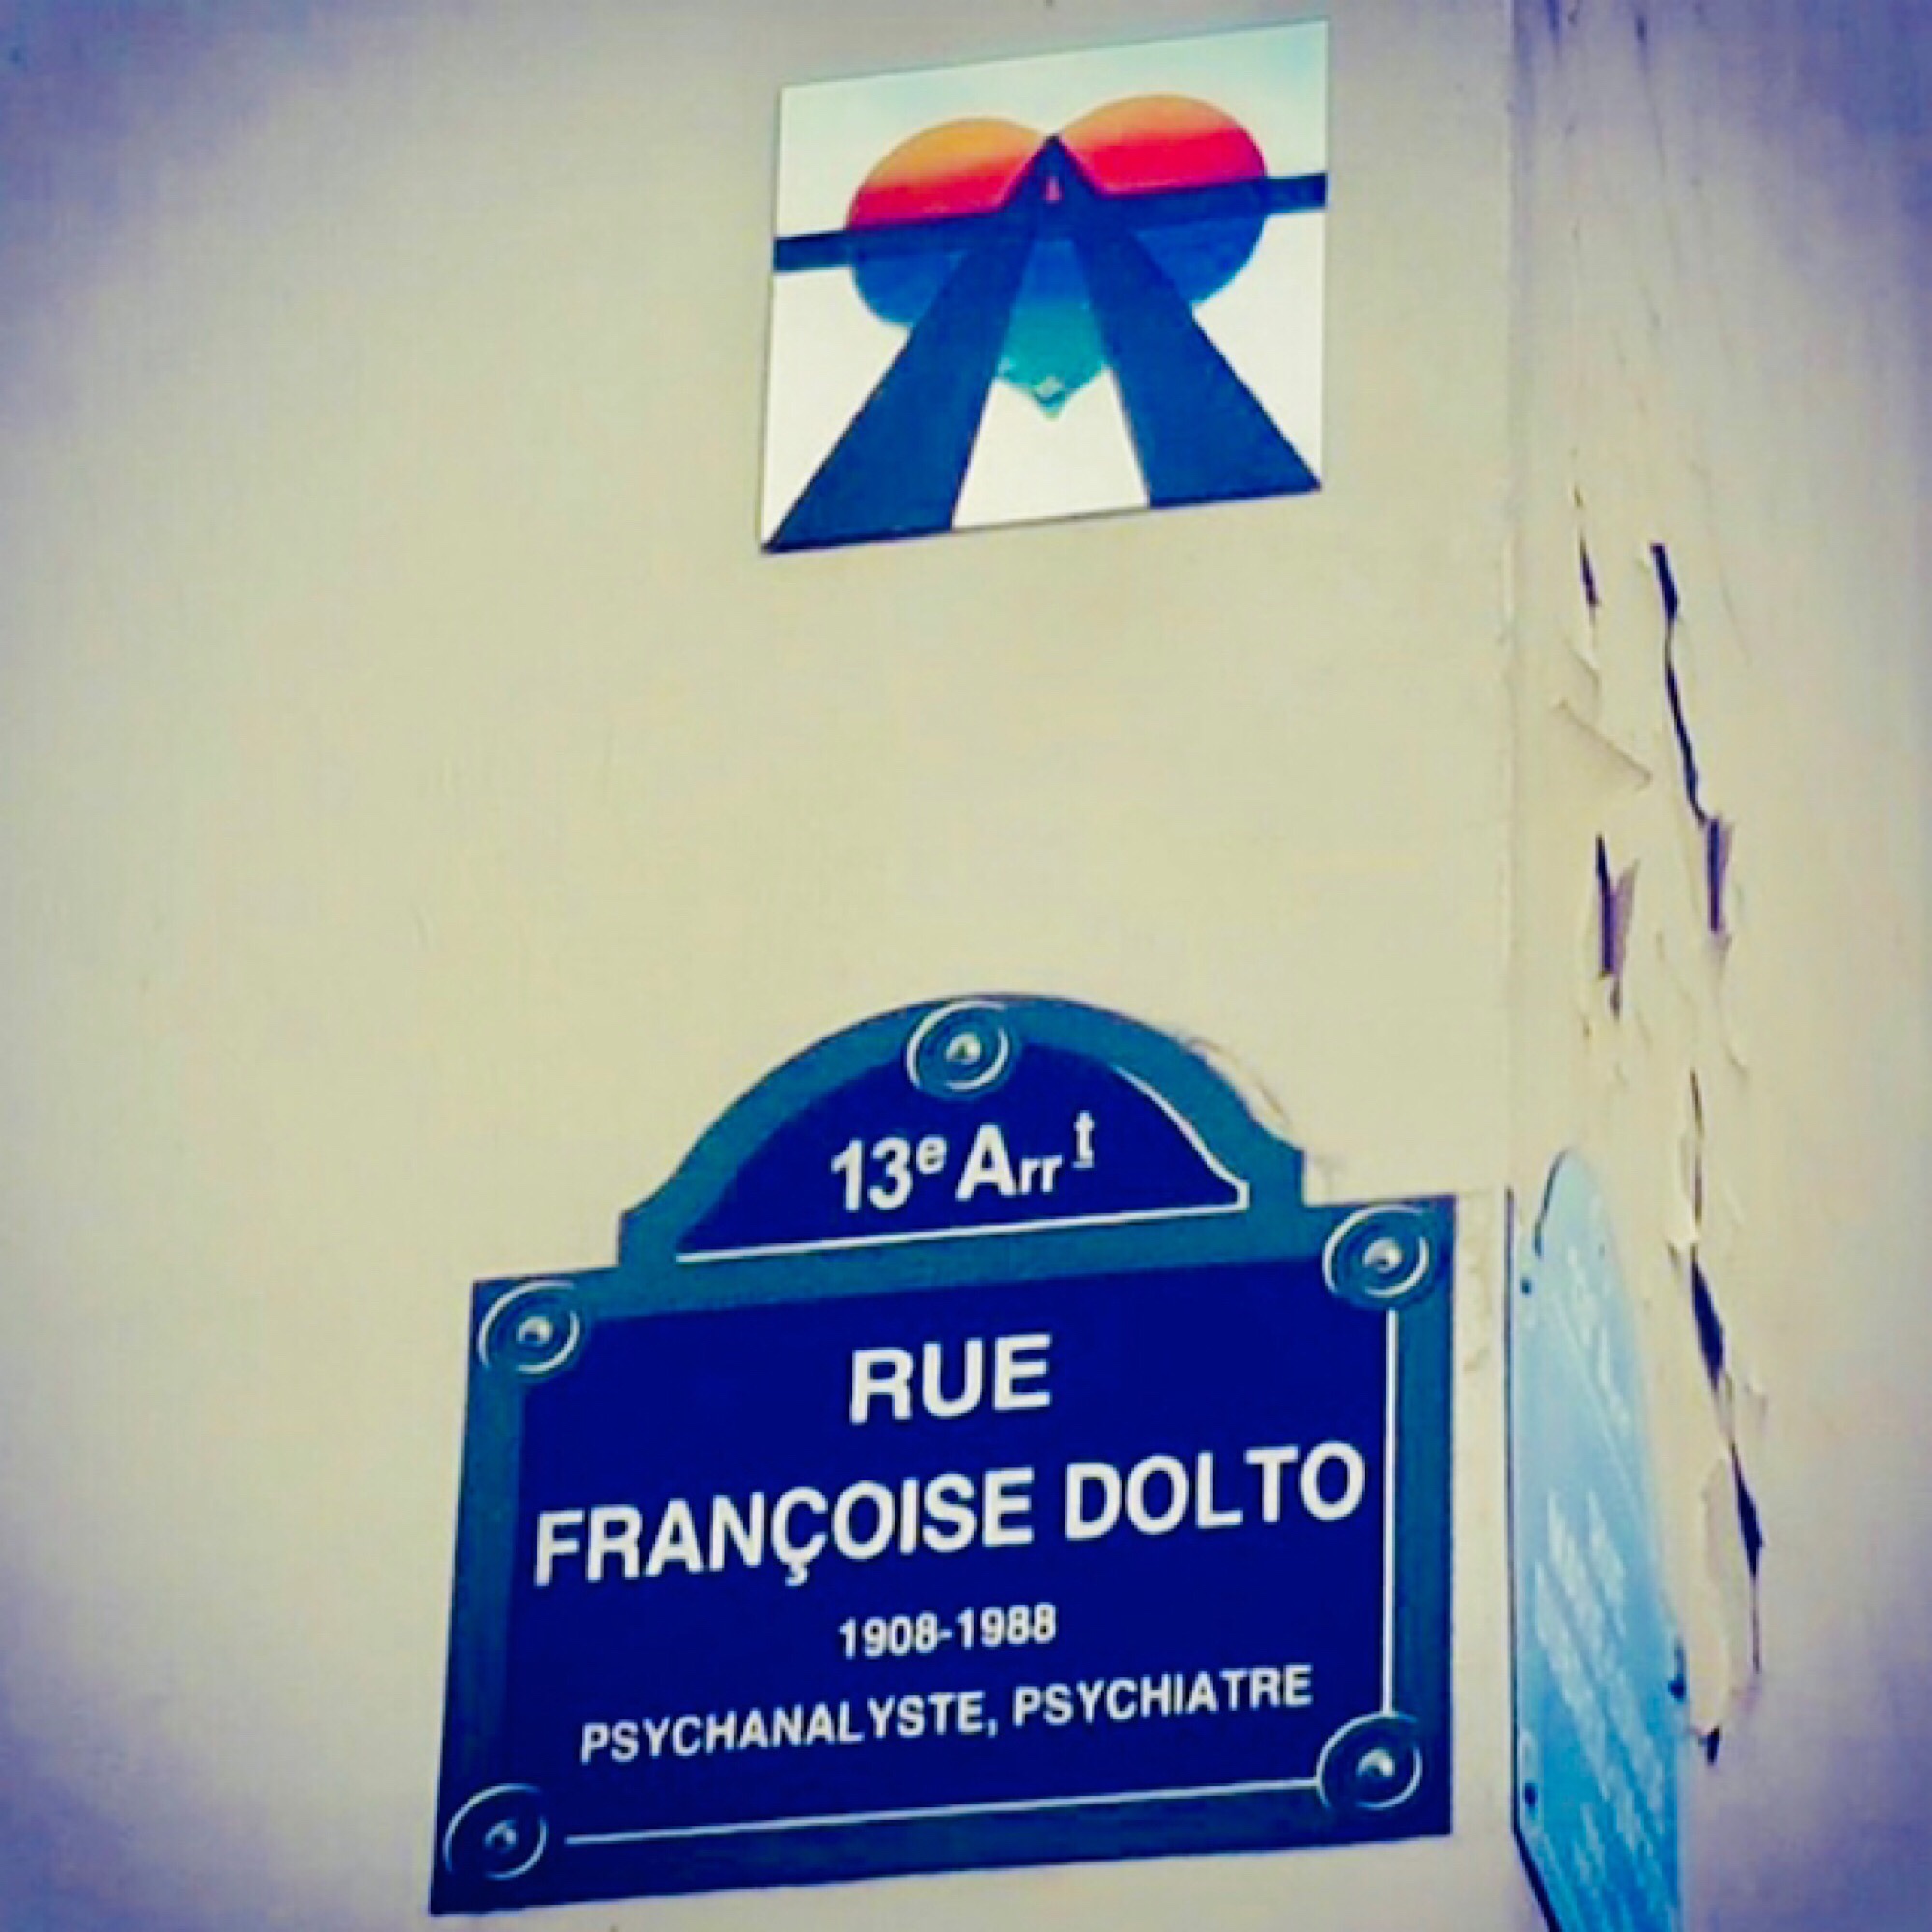 13e Arrt
RUE
FRANÇOISE DOLTO
1908-1988
PSYCHANALYSTE, PSYCHIATRE